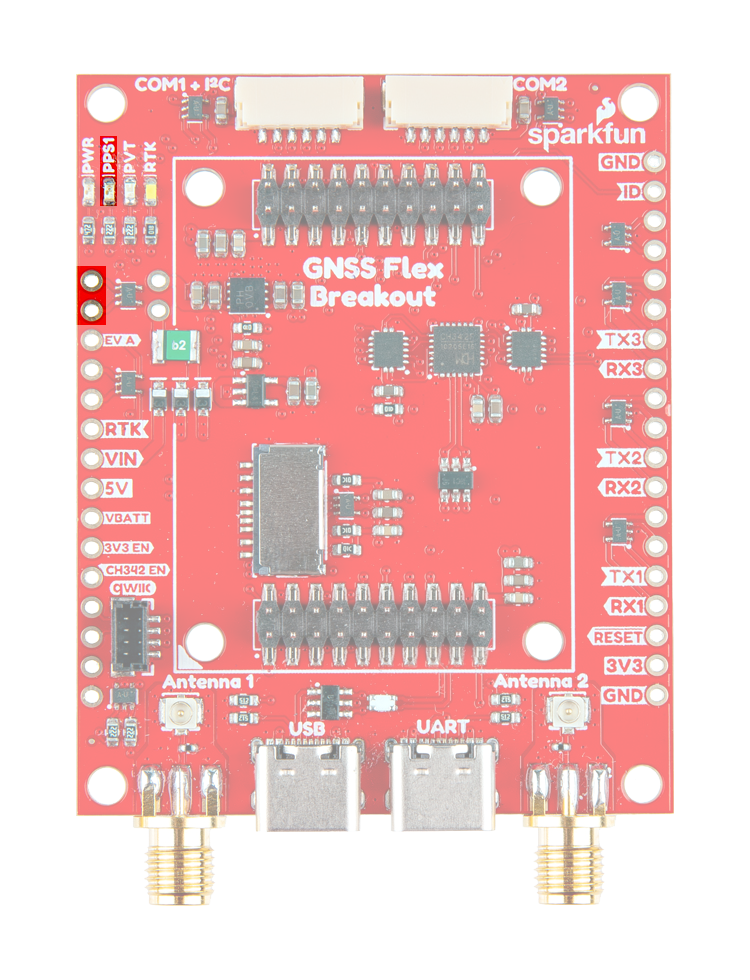 COM1 + I²C
COM2
sparkfun
PWR
PPS1
PVT
RTK
GND
ID
GNSS Flex
Breakout
EV A
b2
TX3
RX3
RTK
VIN
5V
VBATT
3V3 EN
CH342 EN
qwiic
TX2
RX2
TX1
RX1
RESET
3V3
GND
Antenna 1
Antenna 2
USB
UART